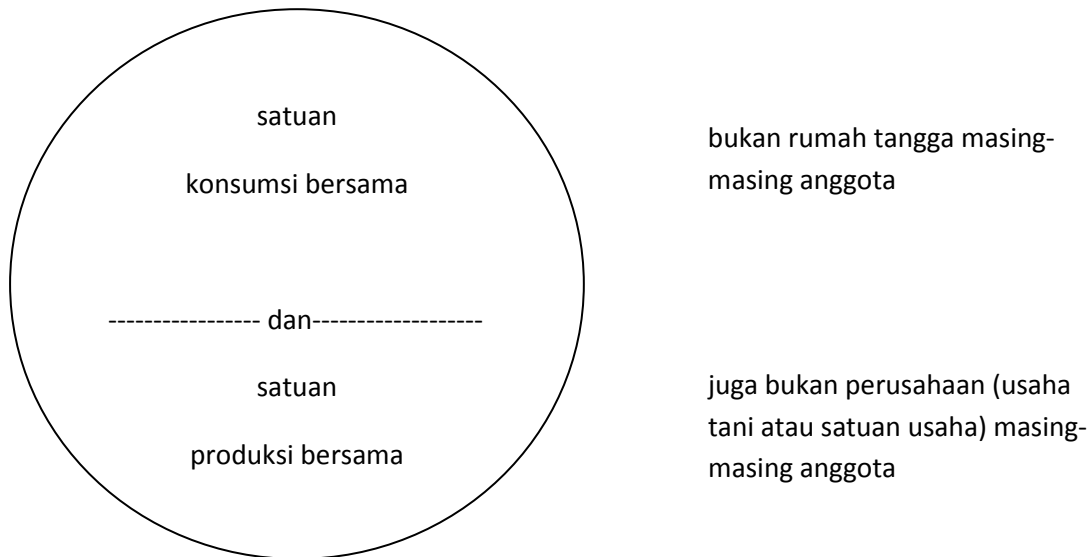 satuan
konsumsi bersama
bukan rumah tangga masing-
masing anggota
----------------- dan-------------------
satuan
produksi bersama
juga bukan perusahaan (usaha
tani atau satuan usaha) masing-
masing anggota